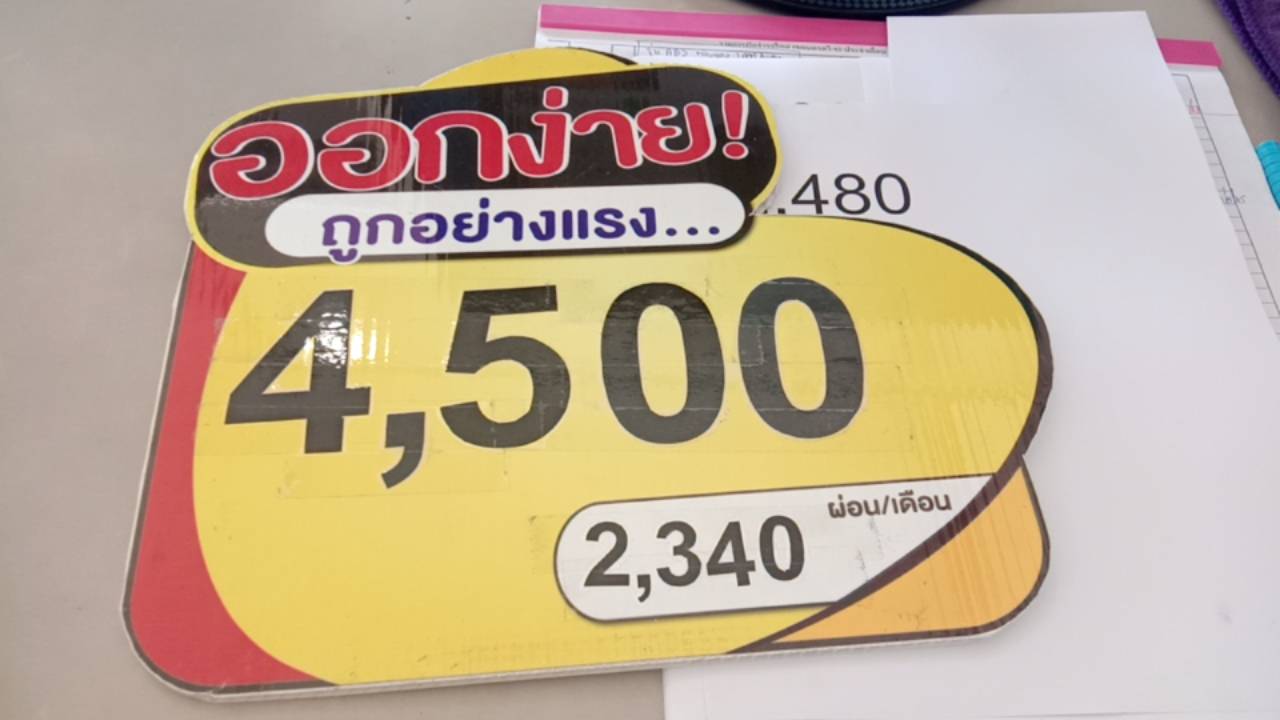 ออกง่าย!
ถูกอย่างแรง...
.480
4,500
ผ่อน/เดือน
2,340